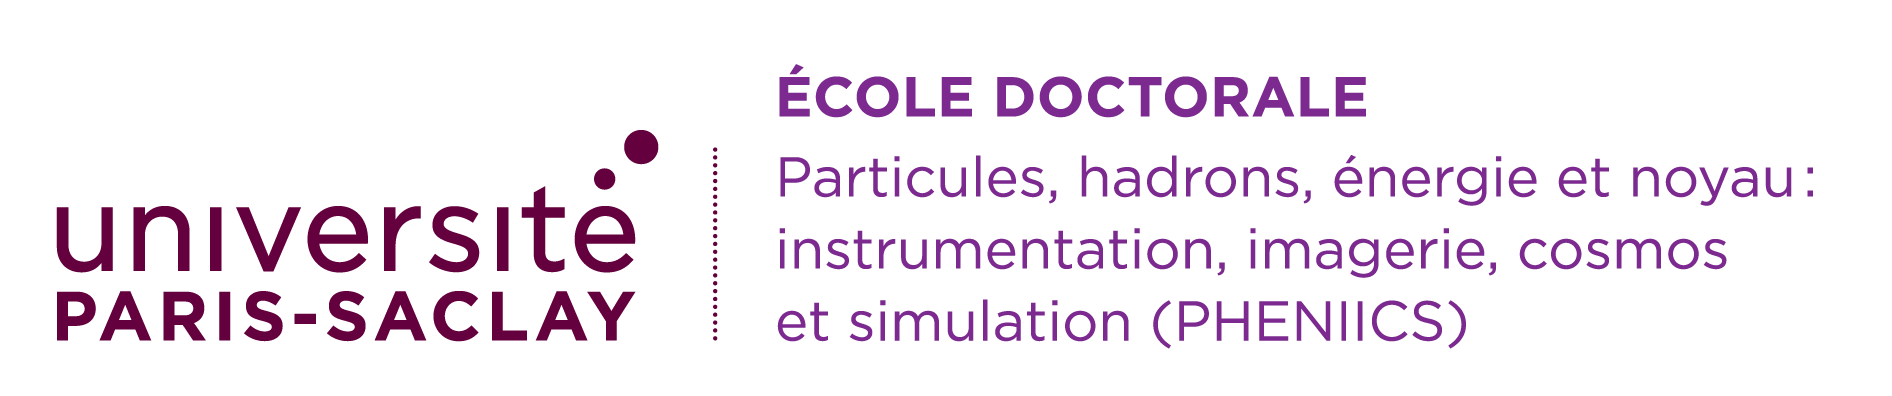 université
PARIS-SACLAY
ÉCOLE DOCTORALE
Particules, hadrons, énergie et noyau :
instrumentation, imagerie, cosmos
et simulation (PHENIICS)